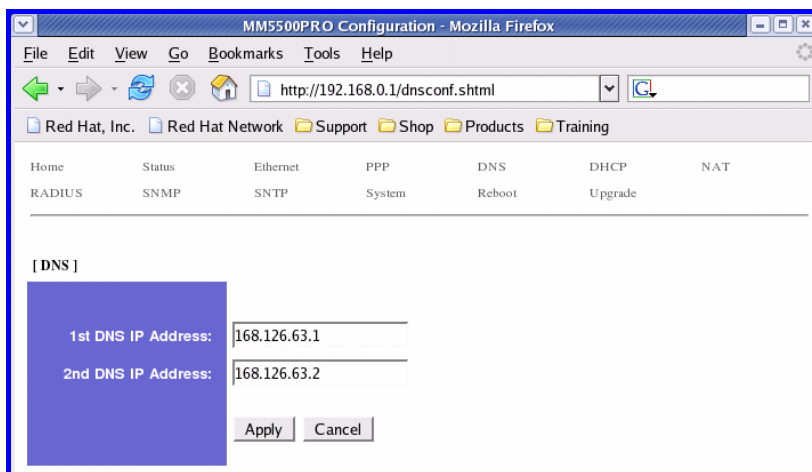 MM5500PRO Configuration - Mozilla Firefox
File Edit View Go Bookmarks Tools Help
http://192.168.0.1/dnsconf.shtml G
Red Hat, Inc. Red Hat Network Support Shop Products Training
Home Status Ethernet PPP DNS DHCP NAT
RADIUS SNMP SNTP System Reboot Upgrade
[ DNS ]
1st DNS IP Address: 168.126.63.1
2nd DNS IP Address: 168.126.63.2
Apply Cancel